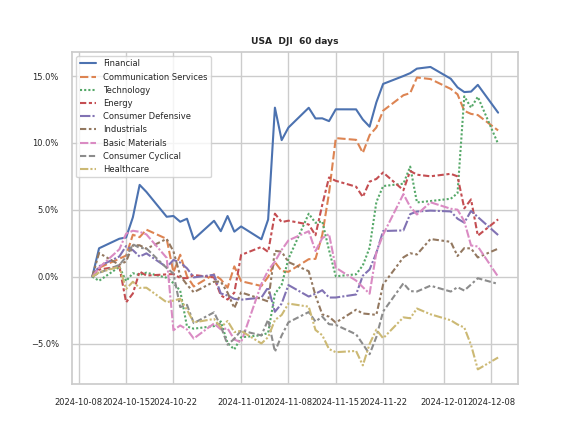 USA  DJI  60 days
Financial
Communication Services
Technology
Energy
Consumer Defensive
Industrials
Basic Materials
Consumer Cyclical
Healthcare
15.0%
10.0%
5.0%
0.0%
−5.0%
2024-10-08 2024-10-15 2024-10-22 2024-11-01 2024-11-08 2024-11-15 2024-11-22 2024-12-01 2024-12-08